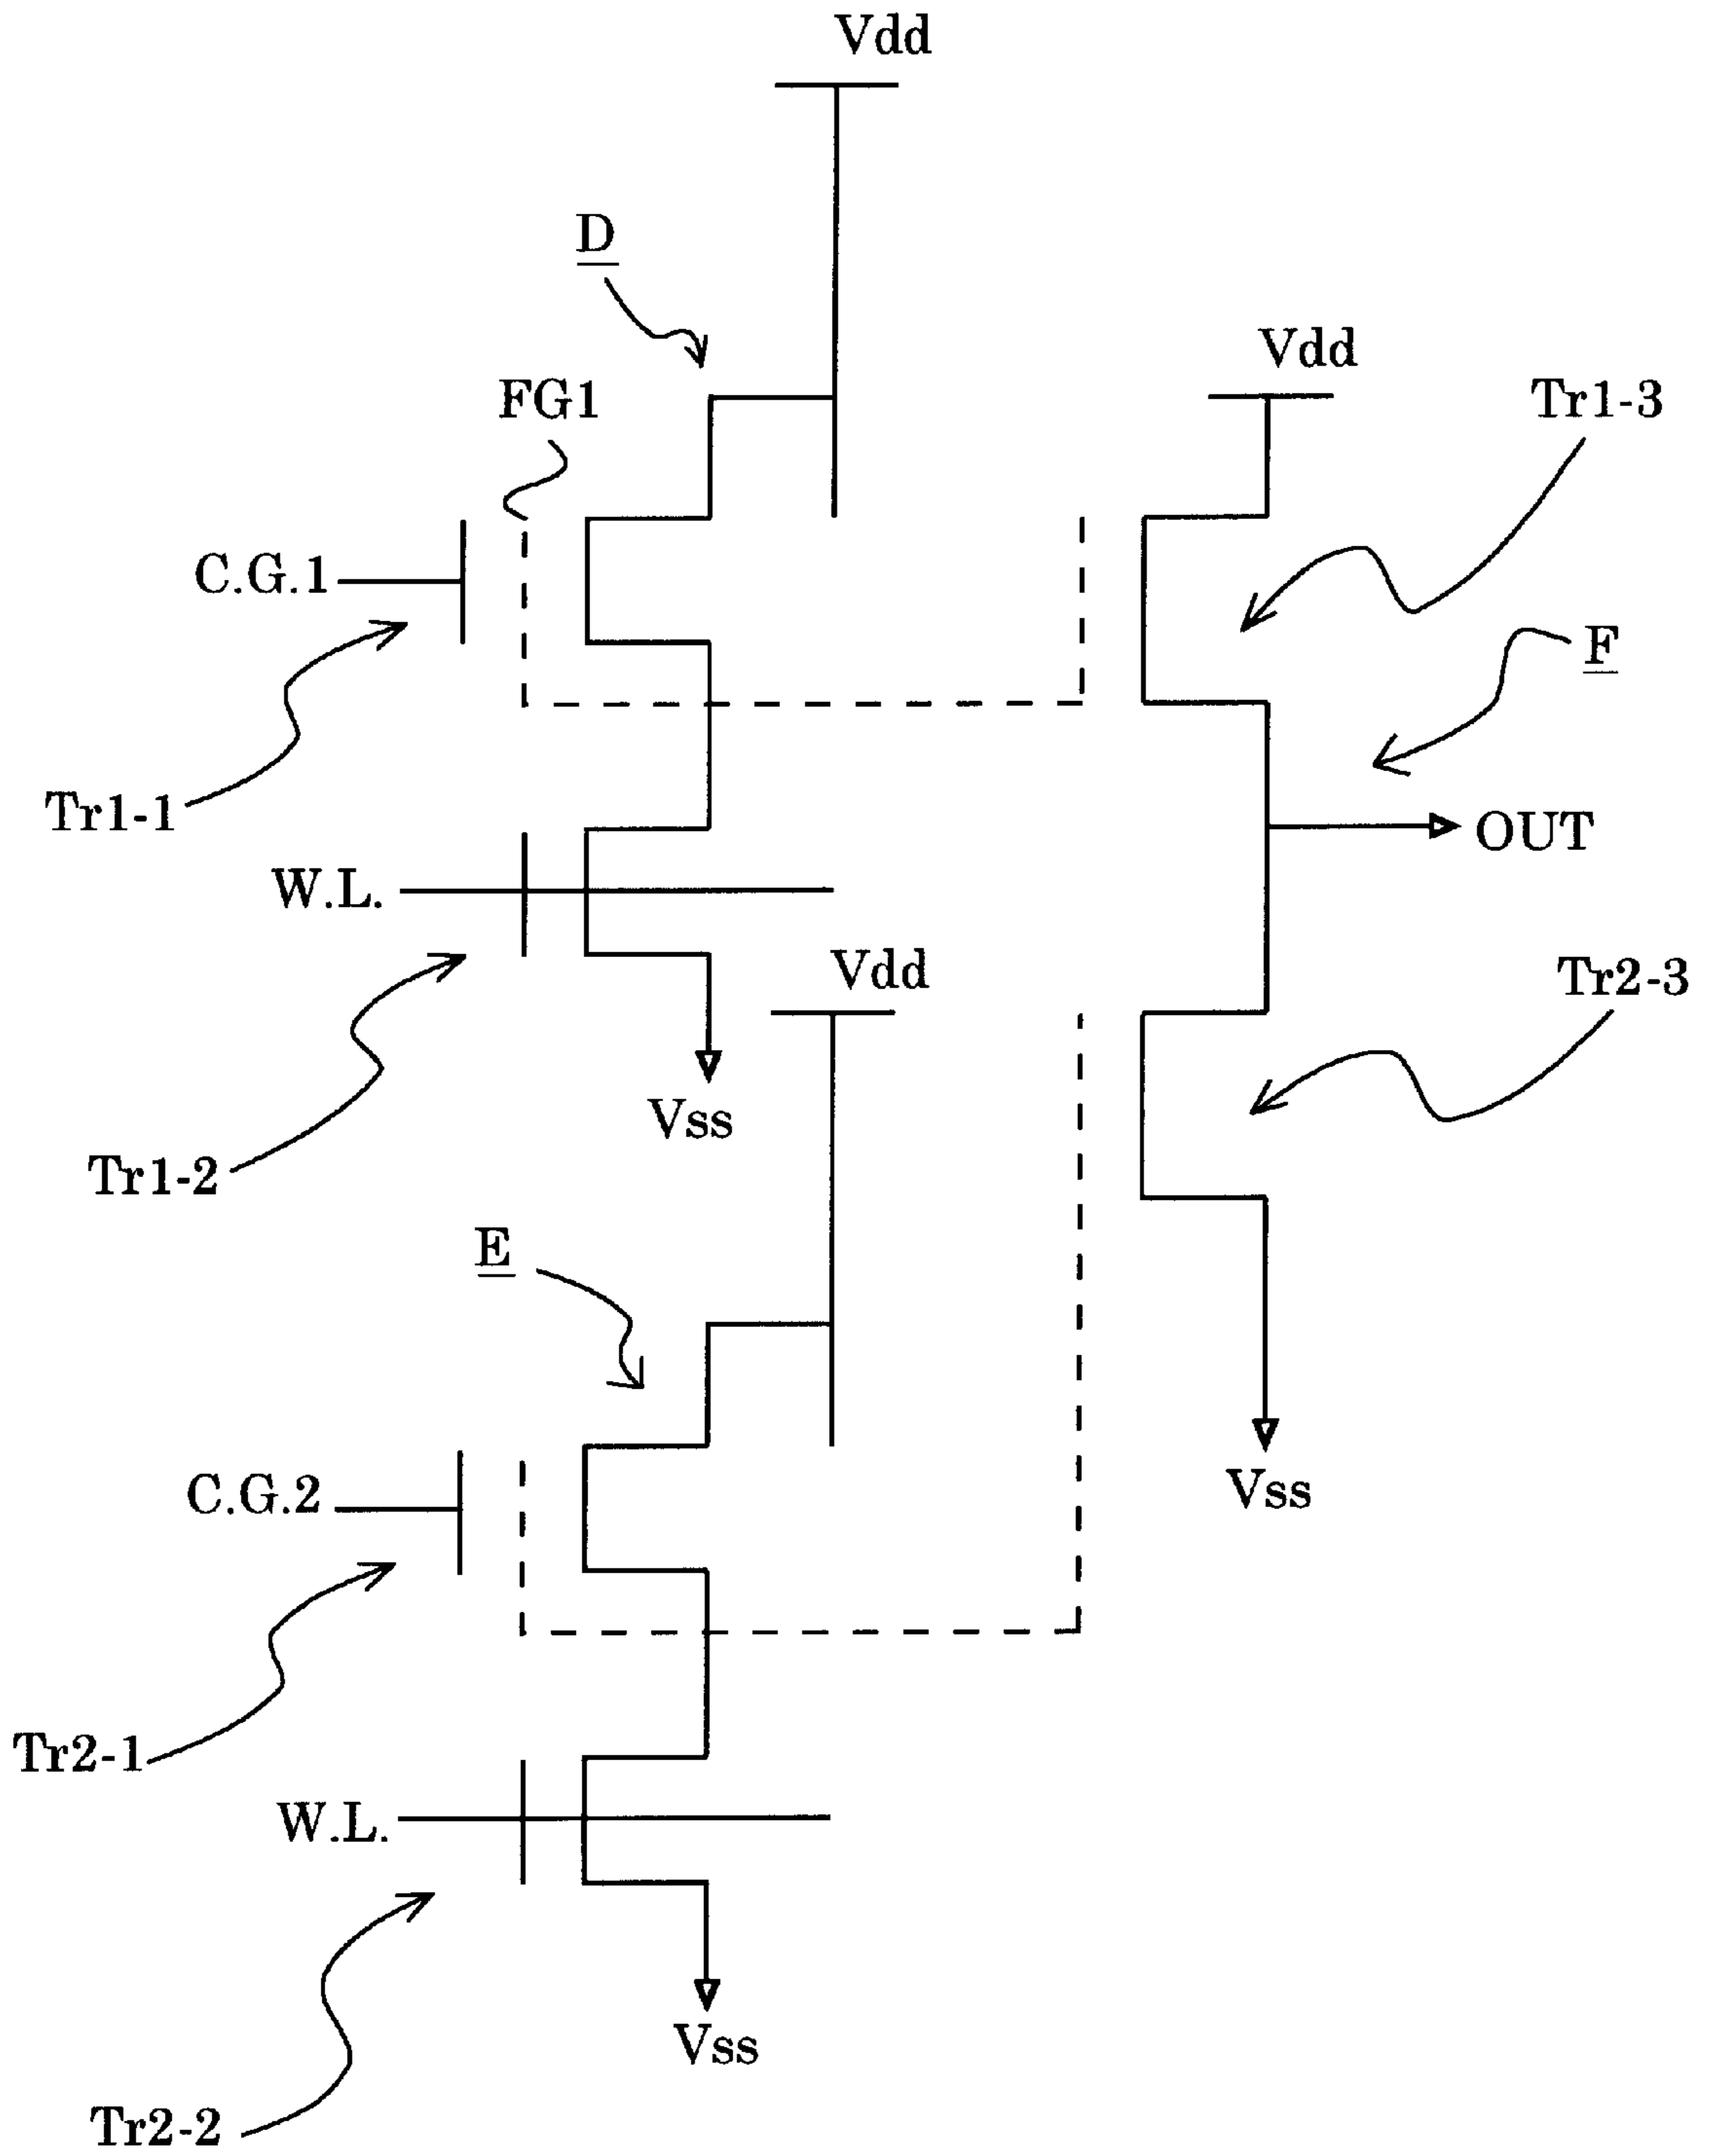 Vdd
D
Vdd
FG1
Tr1-3
C.G.1
F
Tr1-1
OUT
W.L.
Vdd
Tr2-3
Vss
Tr1-2
E
C.G.2
Vss
Tr2-1
W.L.
Vss
Tr2-2